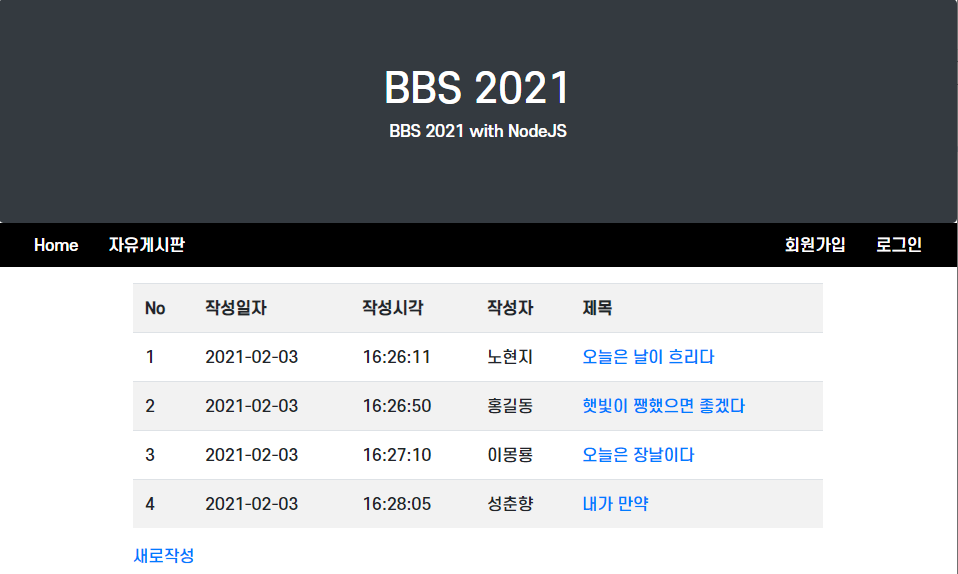 BBS 2021
BBS 2021 with NodeJS
Home 자유게시판 회원가입 로그인
No 작성일자 작성시각 작성자 제목
1 2021-02-03 16:26:11 노현지 오늘은 날이 흐리다
2 2021-02-03 16:26:50 홍길동 햇빛이 쨍했으면 좋겠다
3 2021-02-03 16:27:10 이몽룡 오늘은 장날이다
4 2021-02-03 16:28:05 성춘향 내가 만약
새로작성